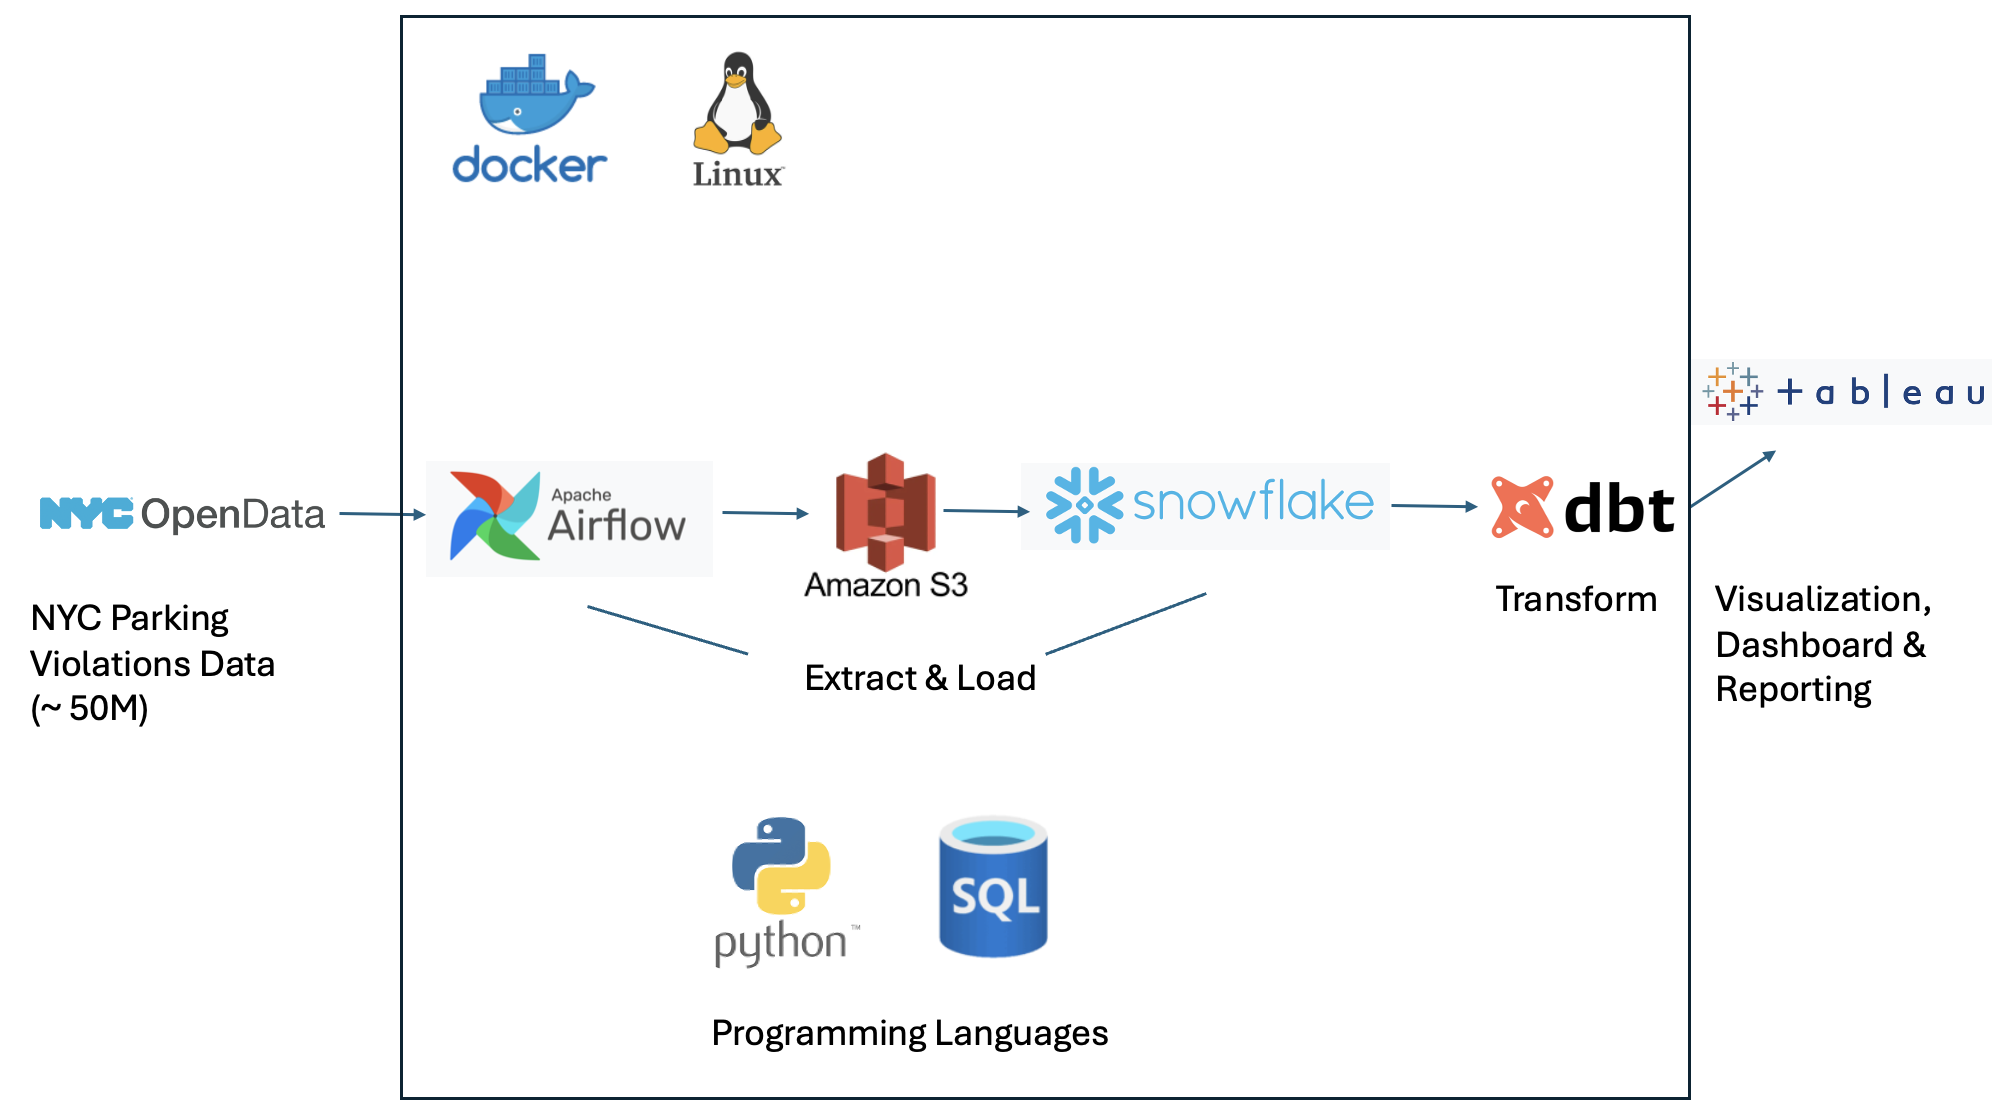 docker
Linux
tableau
NYC OpenData
Apache
Airflow
Amazon S3
snowflake
dbt
NYC Parking
Violations Data
(~ 50M)
Extract & Load
Transform
Visualization,
Dashboard &
Reporting
python™
SQL
Programming Languages